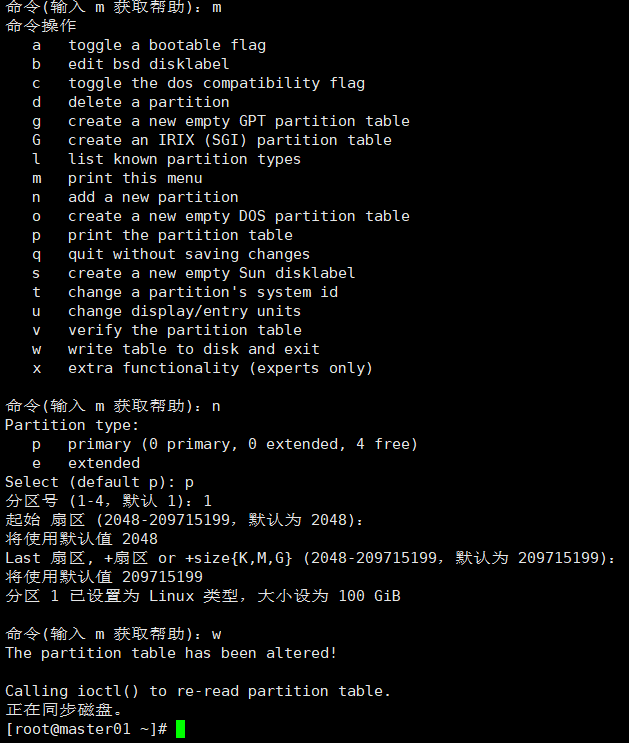 命令(输入 m 获取帮助)：m
命令操作
   a   toggle a bootable flag
   b   edit bsd disklabel
   c   toggle the dos compatibility flag
   d   delete a partition
   g   create a new empty GPT partition table
   G   create an IRIX (SGI) partition table
   l   list known partition types
   m   print this menu
   n   add a new partition
   o   create a new empty DOS partition table
   p   print the partition table
   q   quit without saving changes
   s   create a new empty Sun disklabel
   t   change a partition's system id
   u   change display/entry units
   v   verify the partition table
   w   write table to disk and exit
   x   extra functionality (experts only)

命令(输入 m 获取帮助)：n
Partition type:
   p   primary (0 primary, 0 extended, 4 free)
   e   extended
Select (default p): p
分区号 (1-4，默认 1)：1
起始 扇区 (2048-209715199，默认为 2048)：
将使用默认值 2048
Last 扇区, +扇区 or +size{K,M,G} (2048-209715199，默认为 209715199)：
将使用默认值 209715199
分区 1 已设置为 Linux 类型，大小设为 100 GiB

命令(输入 m 获取帮助)：w
The partition table has been altered!

Calling ioctl() to re-read partition table.
正在同步磁盘。
[root@master01 ~]#